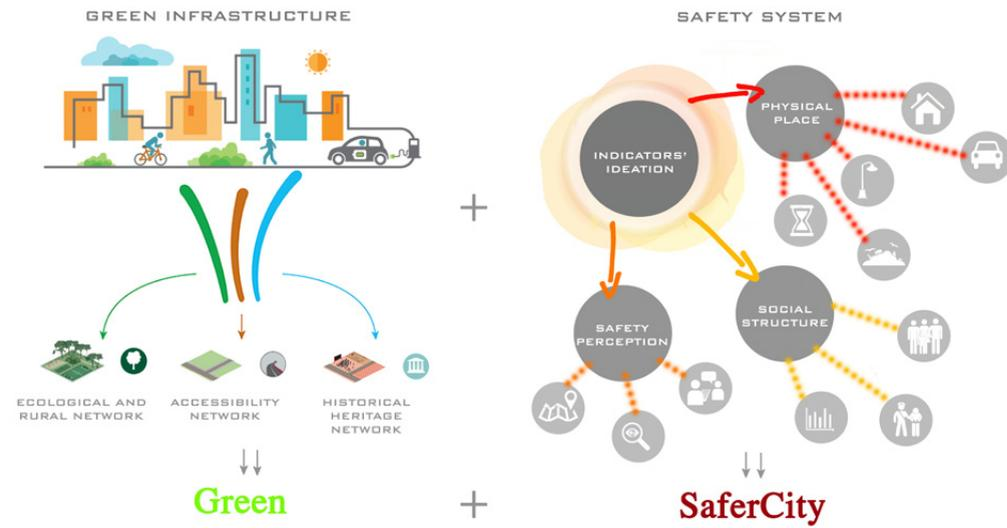 GREEN INFRASTRUCTURE
SAFETY SYSTEM
INDICATORS'
IDEATION
PHYSICAL
PLACE
+
SAFETY
PERCEPTION
SOCIAL
STRUCTURE
ECOLOGICAL AND
RURAL NETWORK
ACCESSIBILITY
NETWORK
HISTORICAL
HERITAGE
NETWORK
Green
+
SaferCity